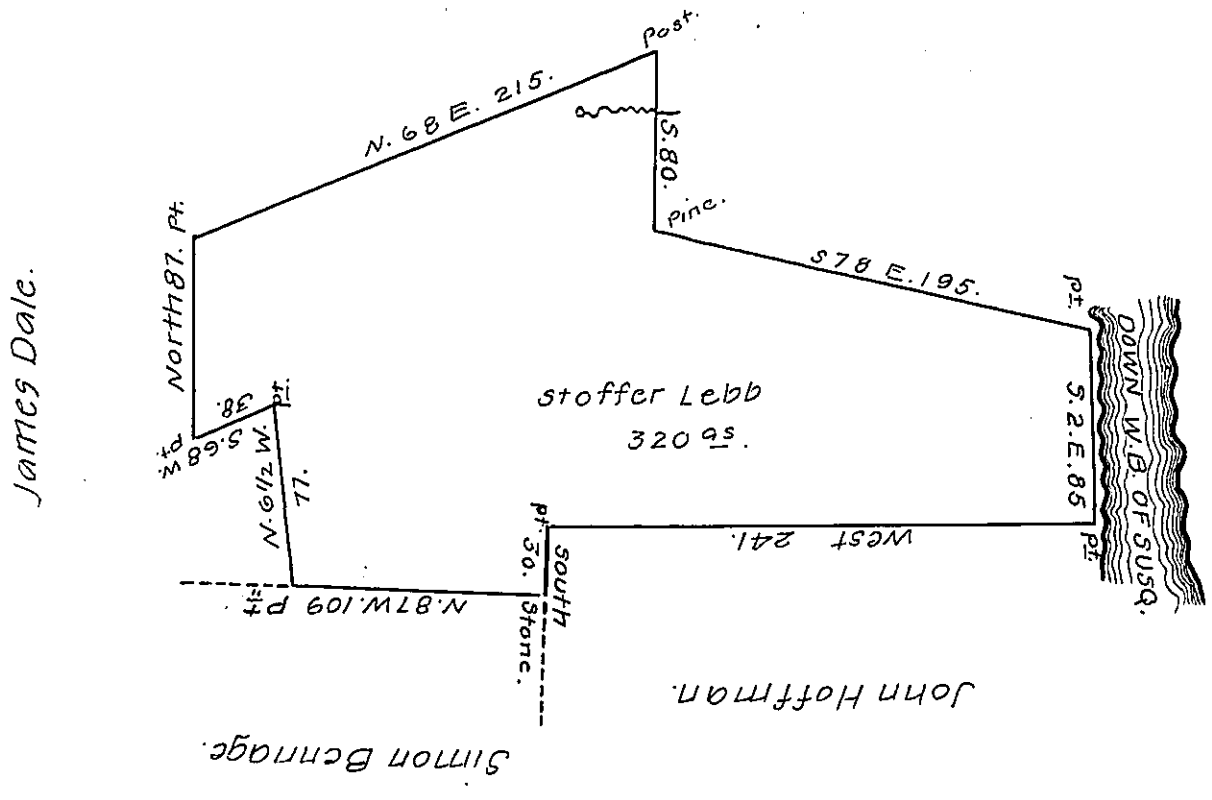 Post.
N. 68 E. 215.
S. 80.
Pine.
S 78 E. 195.
pt.
DOWN W.B. OF SUSQ.
S. 2. E. 85
pt.
West 241.
pt.
South
30.
Stone.
N. 87 W. 109 pt
N. 6 1/2 W.
77.
pt
S. 68 W.
38.
pt.
North 87.
Pt.
James Dale.
Stoffer Lebb
320 as.
John Hoffman.
Simon Bennage.